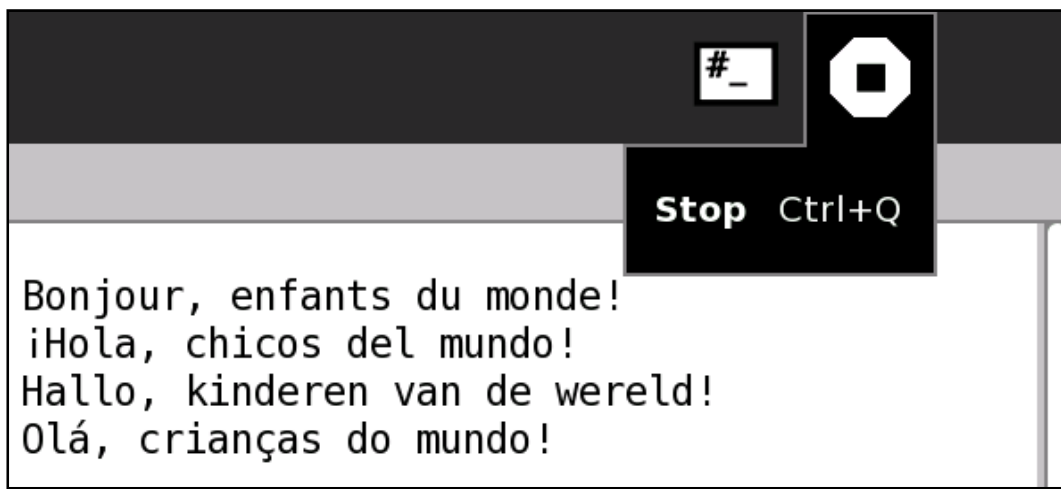 #_
Stop Ctrl+Q
Bonjour, enfants du monde!
¡Hola, chicos del mundo!
Hallo, kinderen van de wereld!
Olá, crianças do mundo!